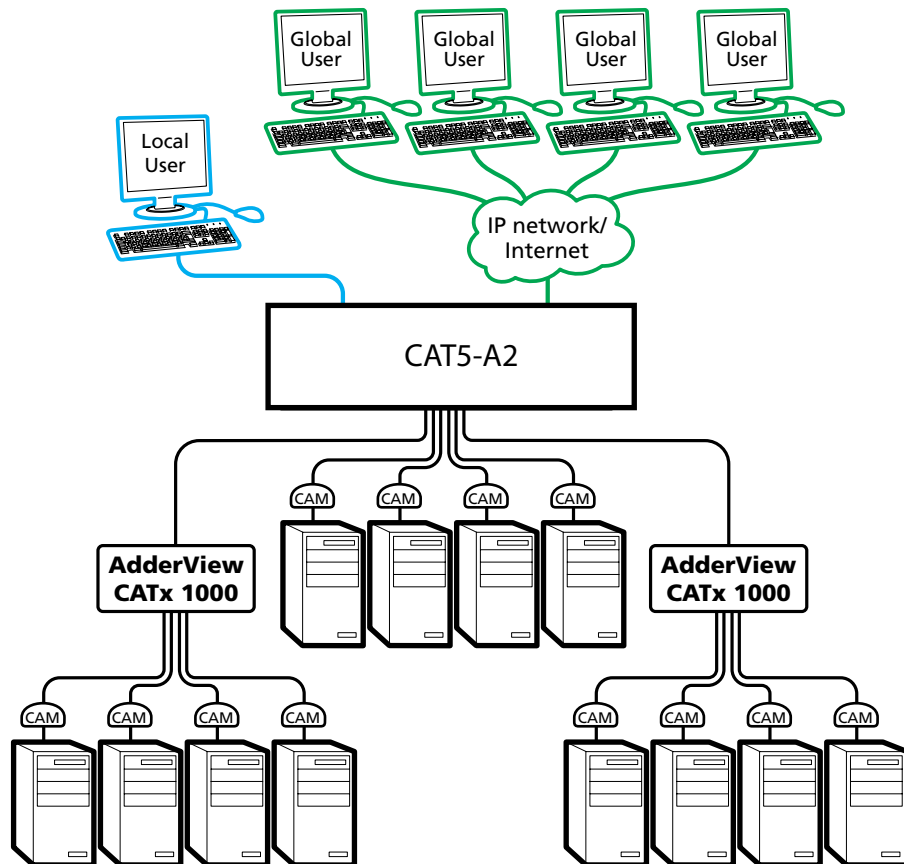 Global
User
Global
User
Global
User
Global
User
Local
User
IP network/
Internet
CAT5-A2
CAM
CAM
CAM
CAM
AdderView
CATx 1000
AdderView
CATx 1000
CAM
CAM
CAM
CAM
CAM
CAM
CAM
CAM